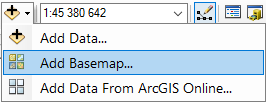 1:45 380 642
Add Data...
Add Basemap...
Add Data From ArcGIS Online...